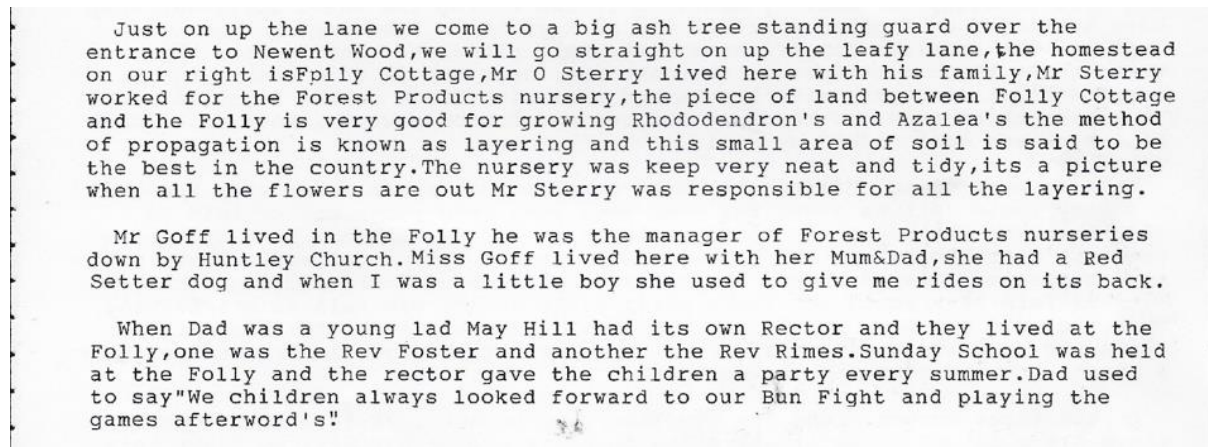 Just on up the lane we come to a big ash tree standing guard over the
entrance to Newent Wood,we will go straight on up the leafy lane,the homestead
on our right isFplly Cottage,Mr O Sterry lived here with his family,Mr Sterry
worked for the Forest Products nursery,the piece of land between Folly Cottage
and the Folly is very good for growing Rhododendron's and Azalea's the method
of propagation is known as layering and this small area of soil is said to be
the best in the country.The nursery was keep very neat and tidy,its a picture
when all the flowers are out Mr Sterry was responsible for all the layering.
Mr Goff lived in the Folly he was the manager of Forest Products nurseries
down by Huntley Church.Miss Goff lived here with her Mum&Dad,she had a Red
Setter dog and when I was a little boy she used to give me rides on its back.
When Dad was a young lad May Hill had its own Rector and they lived at the
Folly,one was the Rev Foster and another the Rev Rimes.Sunday School was held
at the Folly and the rector gave the children a party every summer.Dad used
to say"We children always looked forward to our Bun Fight and playing the
games afterword's".